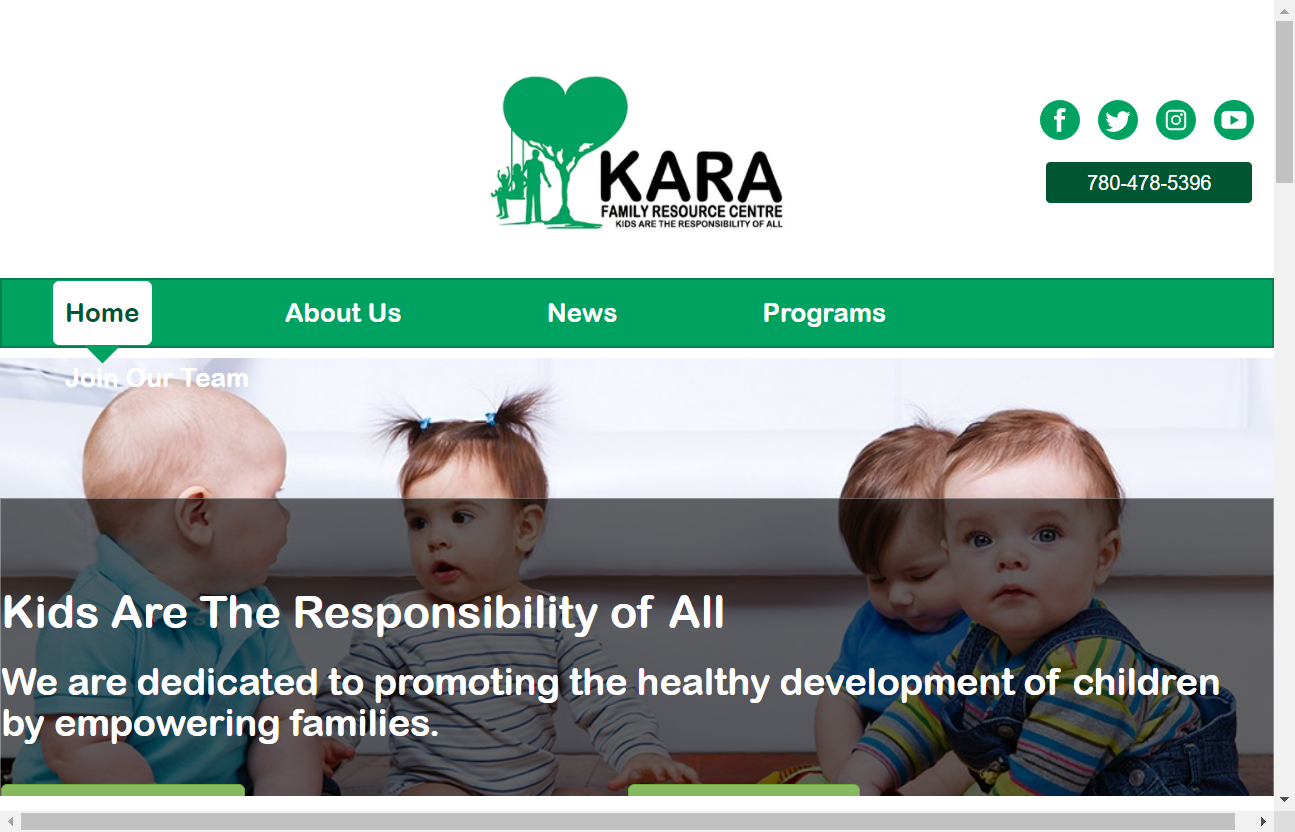 KARA
FAMILY RESOURCE CENTRE
KIDS ARE THE RESPONSIBILITY OF ALL
780-478-5396
Home
About Us
News
Programs
Join Our Team
Kids Are The Responsibility of All
We are dedicated to promoting the healthy development of children
by empowering families.